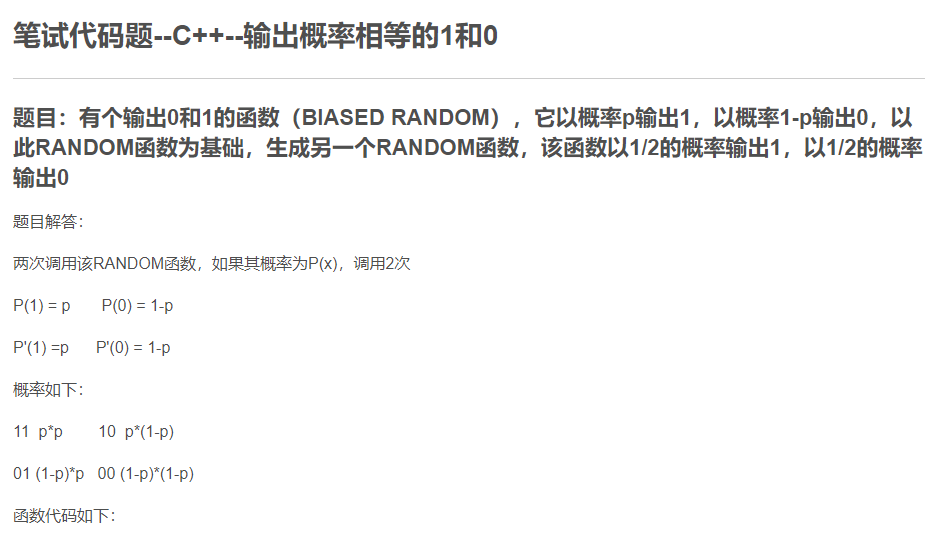 笔试代码题--C++--输出概率相等的1和0
题目：有个输出0和1的函数（BIASED RANDOM），它以概率p输出1，以概率1-p输出0，以
此RANDOM函数为基础，生成另一个RANDOM函数，该函数以1/2的概率输出1，以1/2的概率
输出0
题目解答：
两次调用该RANDOM函数，如果其概率为P(x)，调用2次
P(1) = p       P(0) = 1-p
P'(1) =p      P'(0) = 1-p
概率如下：
11  p*p        10  p*(1-p)
01 (1-p)*p   00 (1-p)*(1-p)
函数代码如下：